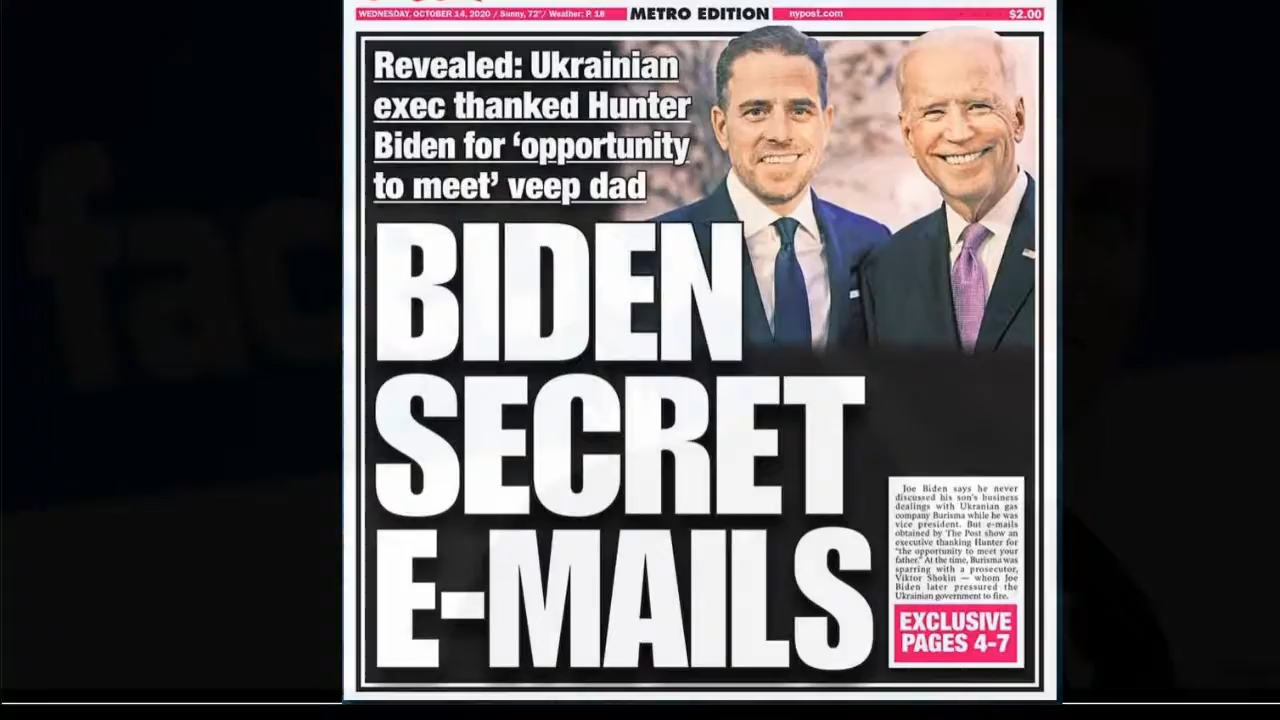 WEDNESDAY, OCTOBER 14, 2020 / Sunny, 72°/ Weather: P. 18
METRO EDITION
nypost.com
$2.00
Revealed: Ukrainian
exec thanked Hunter
Biden for ‘opportunity
to meet’ veep dad
BIDEN
SECRET
E-MAILS
Joe Biden says he never
discussed his son's business
dealings with Ukranian gas
company Burisma while he was
vice president. But e-mails
obtained by The Post show an
executive thanking Hunter for
"the opportunity to meet your
father." At the time, Burisma was
sparring with a prosecutor,
Viktor Shokin — whom Joe
Biden later pressured the
Ukrainian government to fire.
EXCLUSIVE
PAGES 4-7
fac